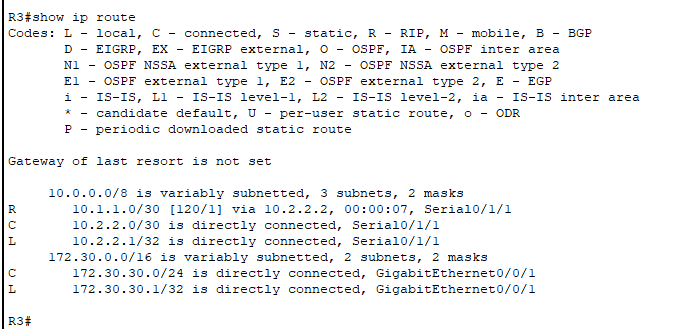 R3#show ip route
Codes: L - local, C - connected, S - static, R - RIP, M - mobile, B - BGP
       D - EIGRP, EX - EIGRP external, O - OSPF, IA - OSPF inter area
       N1 - OSPF NSSA external type 1, N2 - OSPF NSSA external type 2
       E1 - OSPF external type 1, E2 - OSPF external type 2, E - EGP
       i - IS-IS, L1 - IS-IS level-1, L2 - IS-IS level-2, ia - IS-IS inter area
       * - candidate default, U - per-user static route, o - ODR
       P - periodic downloaded static route

Gateway of last resort is not set

     10.0.0.0/8 is variably subnetted, 3 subnets, 2 masks
R       10.1.1.0/30 [120/1] via 10.2.2.2, 00:00:07, Serial0/1/1
C       10.2.2.0/30 is directly connected, Serial0/1/1
L       10.2.2.1/32 is directly connected, Serial0/1/1
     172.30.0.0/16 is variably subnetted, 2 subnets, 2 masks
C       172.30.30.0/24 is directly connected, GigabitEthernet0/0/1
L       172.30.30.1/32 is directly connected, GigabitEthernet0/0/1

R3#